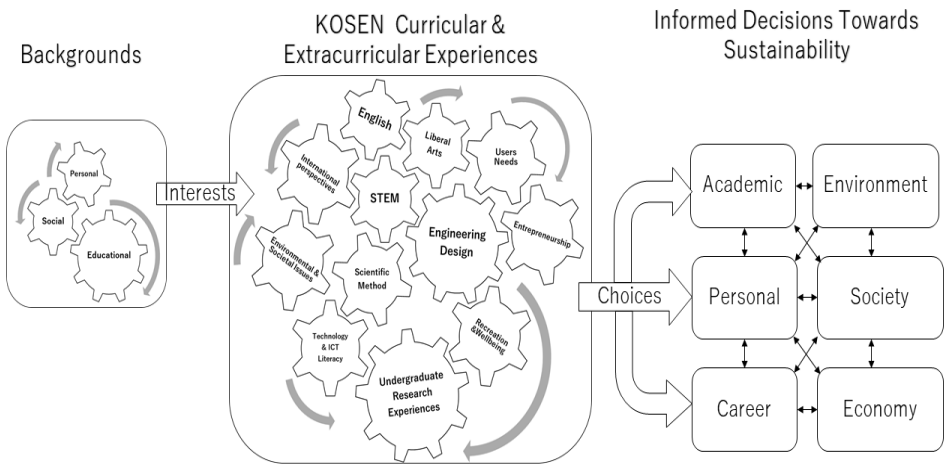 Backgrounds
KOSEN Curricular &
Extracurricular Experiences
Informed Decisions Towards
Sustainability
Personal
Social
Educational
Interests
English
Liberal
Arts
Users
Needs
International
perspectives
STEM
Engineering
Design
Entrepreneurship
Environmental &
Societal Issues
Scientific
Method
Technology
& ICT
Literacy
Recreation
&Wellbeing
Undergraduate
Research
Experiences
Choices
Academic
Environment
Personal
Society
Career
Economy